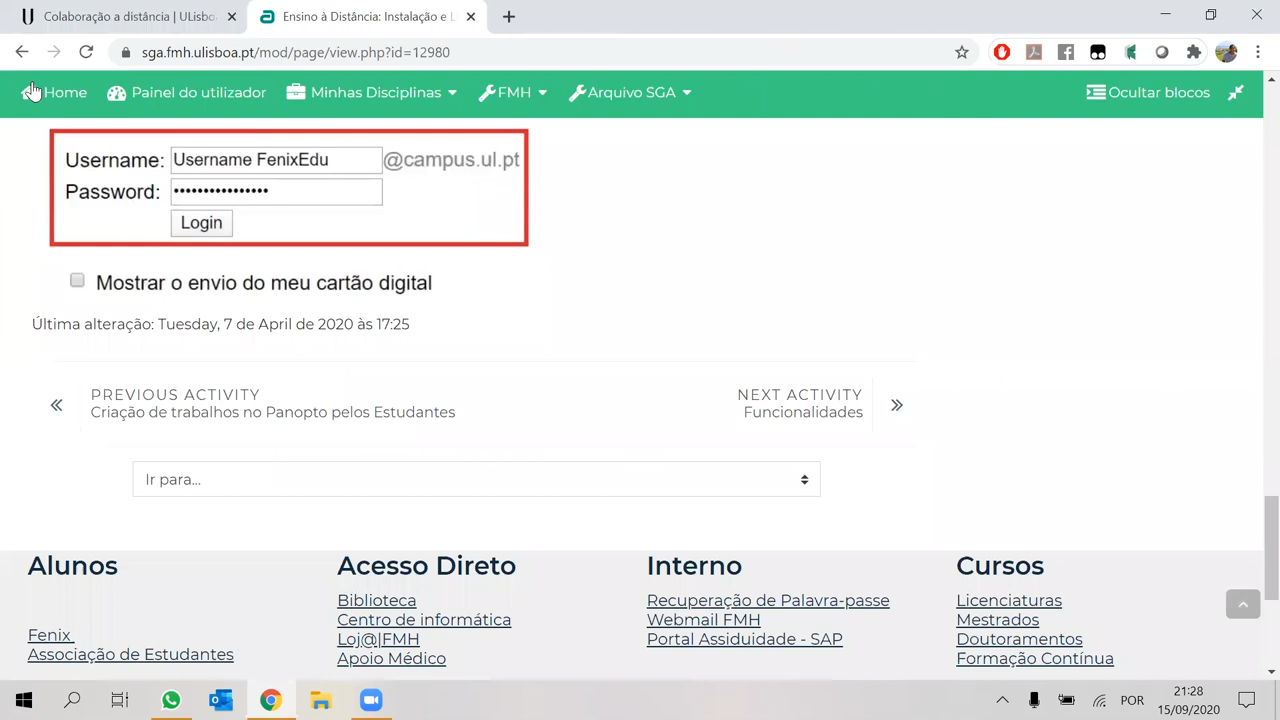 Colaboração a distância | ULisbo
Ensino à Distância: Instalação e L
sga.fmh.ulisboa.pt/mod/page/view.php?id=12980
Home
Painel do utilizador
Minhas Disciplinas
FMH
Arquivo SGA
Ocultar blocos
Username: Username FenixEdu @campus.ul.pt
Password: ••••••••••••••••
Login
Mostrar o envio do meu cartão digital
Última alteração: Tuesday, 7 de April de 2020 às 17:25
PREVIOUS ACTIVITY
Criação de trabalhos no Panopto pelos Estudantes
NEXT ACTIVITY
Funcionalidades
Ir para...
Alunos
Fenix
Associação de Estudantes
Acesso Direto
Biblioteca
Centro de informática
Loj@|FMH
Apoio Médico
Interno
Recuperação de Palavra-passe
Webmail FMH
Portal Assiduidade - SAP
Cursos
Licenciaturas
Mestrados
Doutoramentos
Formação Contínua
POR
21:28
15/09/2020